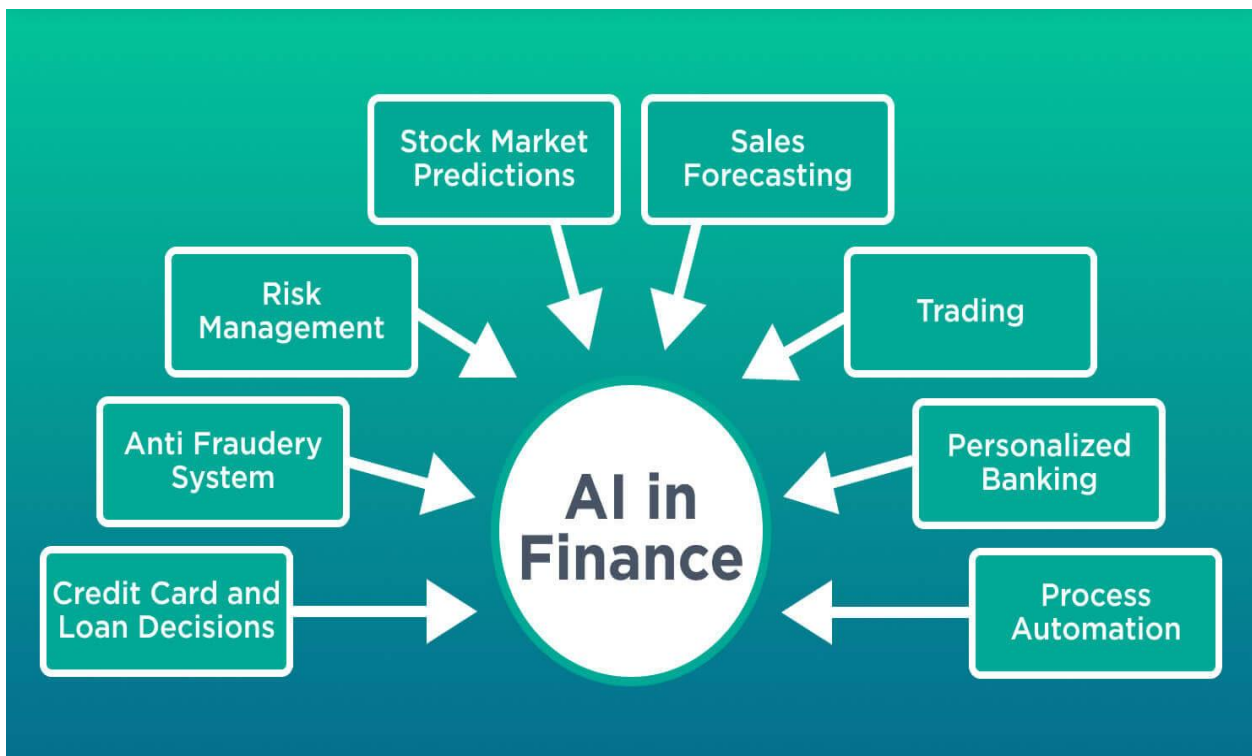 Stock Market
Predictions
Sales
Forecasting
Risk
Management
Trading
Anti Fraudery
System
Personalized
Banking
AI in
Finance
Credit Card and
Loan Decisions
Process
Automation